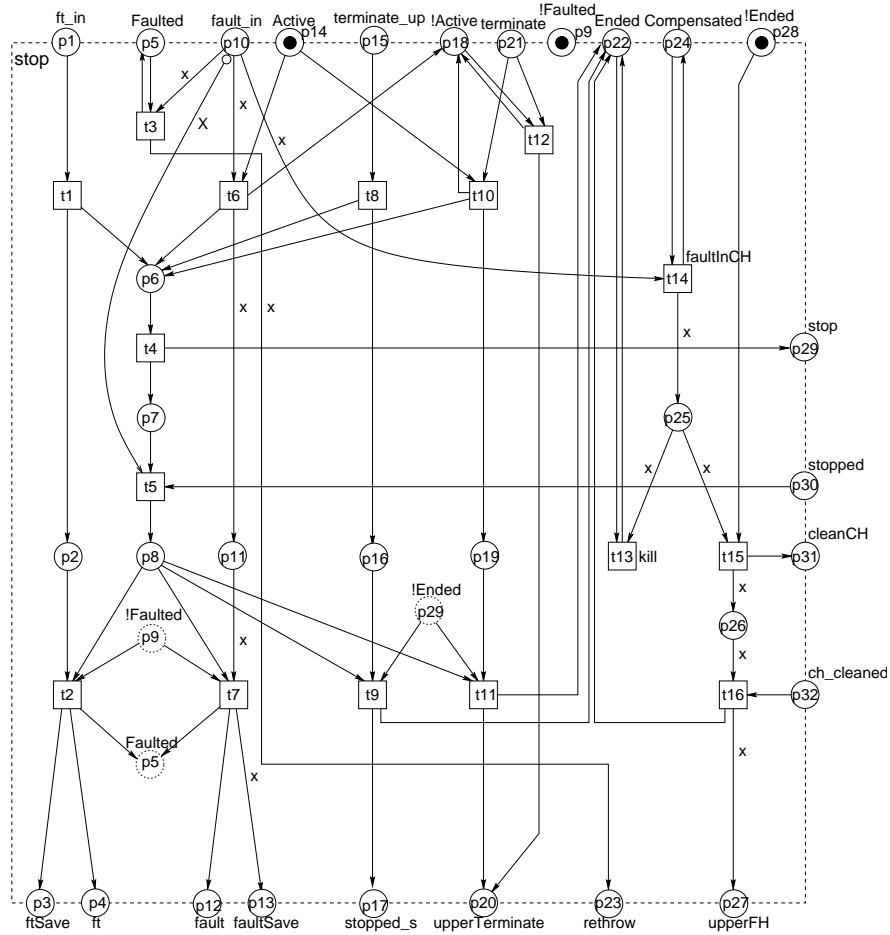 ft_in Faulted fault_in Active terminate_up !Active terminate !Faulted Ended Compensated !Ended
p1 p5 p10 p14 p15 p18 p21 p9 p22 p24 p28
stop
x
t3 X x x t12
t1 t6 t8 t10
faultInCH
p6 t14
x x
stop
t4 x p29
p7 p25
stopped
x x
t5 p30
cleanCH
p2 p8 p11 p16 p19 t13 kill t15 p31
x
!Ended
!Faulted p29 p26
p9 x x
ch_cleaned
t2 t7 t9 t11 t16 p32
Faulted
x
p5 x
p3 p4 p12 p13 p17 p20 p23 p27
ftSave ft fault faultSave stopped_s upperTerminate rethrow upperFH